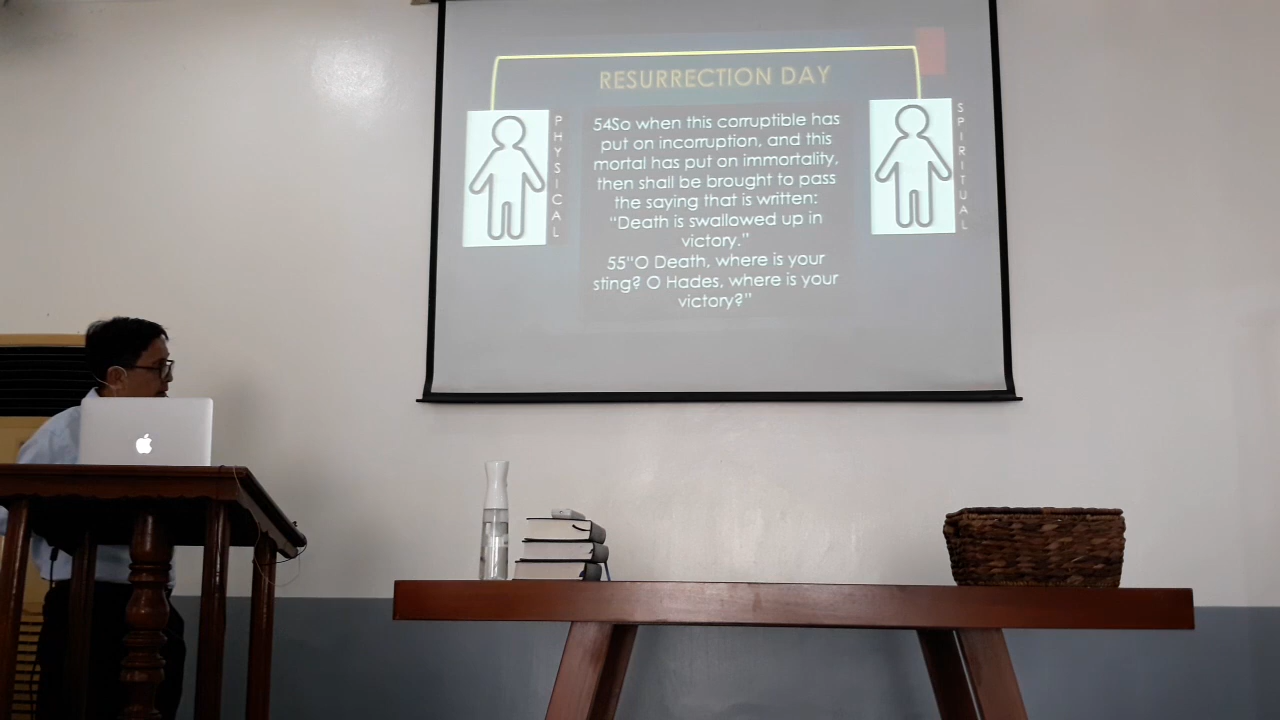 RESURRECTION DAY
PHYSICAL
54So when this corruptible has
put on incorruption, and this
mortal has put on immortality,
then shall be brought to pass
the saying that is written:
“Death is swallowed up in
victory.”
55“O Death, where is your
sting? O Hades, where is your
victory?”
SPIRITUAL